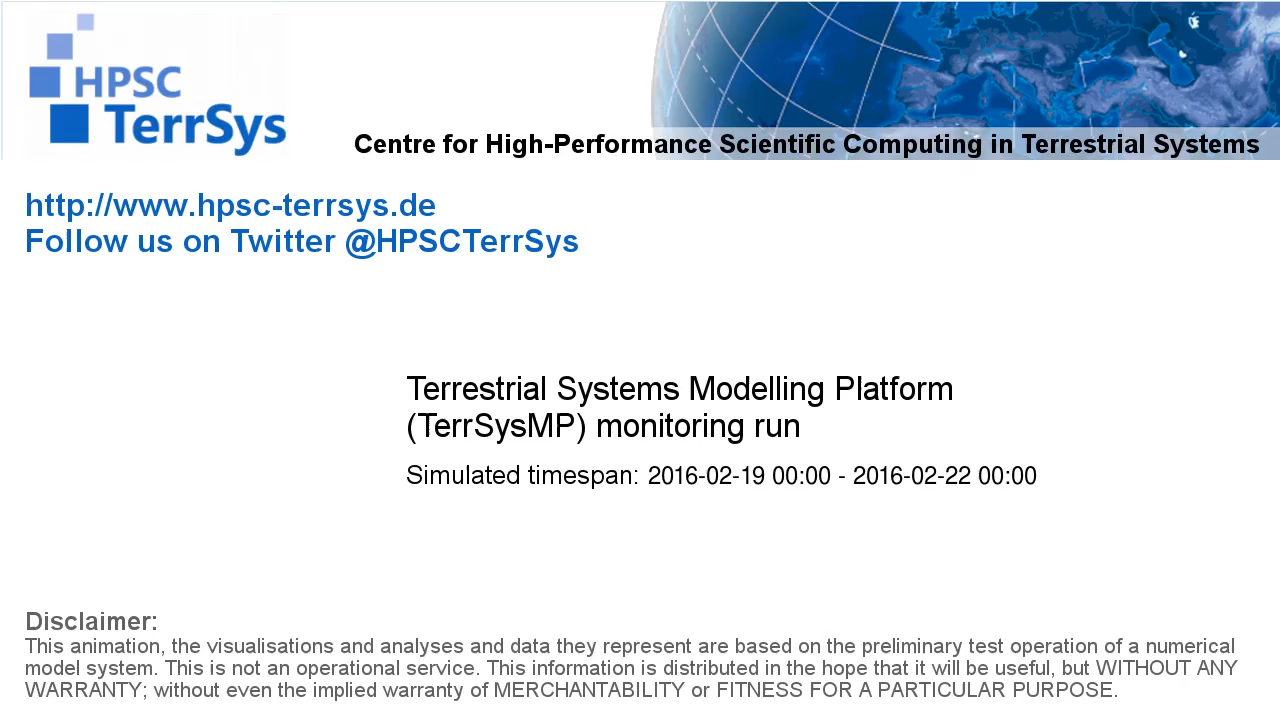 HPSC
TerrSys
Centre for High-Performance Scientific Computing in Terrestrial Systems
http://www.hpsc-terrsys.de
Follow us on Twitter @HPSCTerrSys
Terrestrial Systems Modelling Platform
(TerrSysMP) monitoring run
Simulated timespan: 2016-02-19 00:00 - 2016-02-22 00:00
Disclaimer:
This animation, the visualisations and analyses and data they represent are based on the preliminary test operation of a numerical
model system. This is not an operational service. This information is distributed in the hope that it will be useful, but WITHOUT ANY
WARRANTY; without even the implied warranty of MERCHANTABILITY or FITNESS FOR A PARTICULAR PURPOSE.